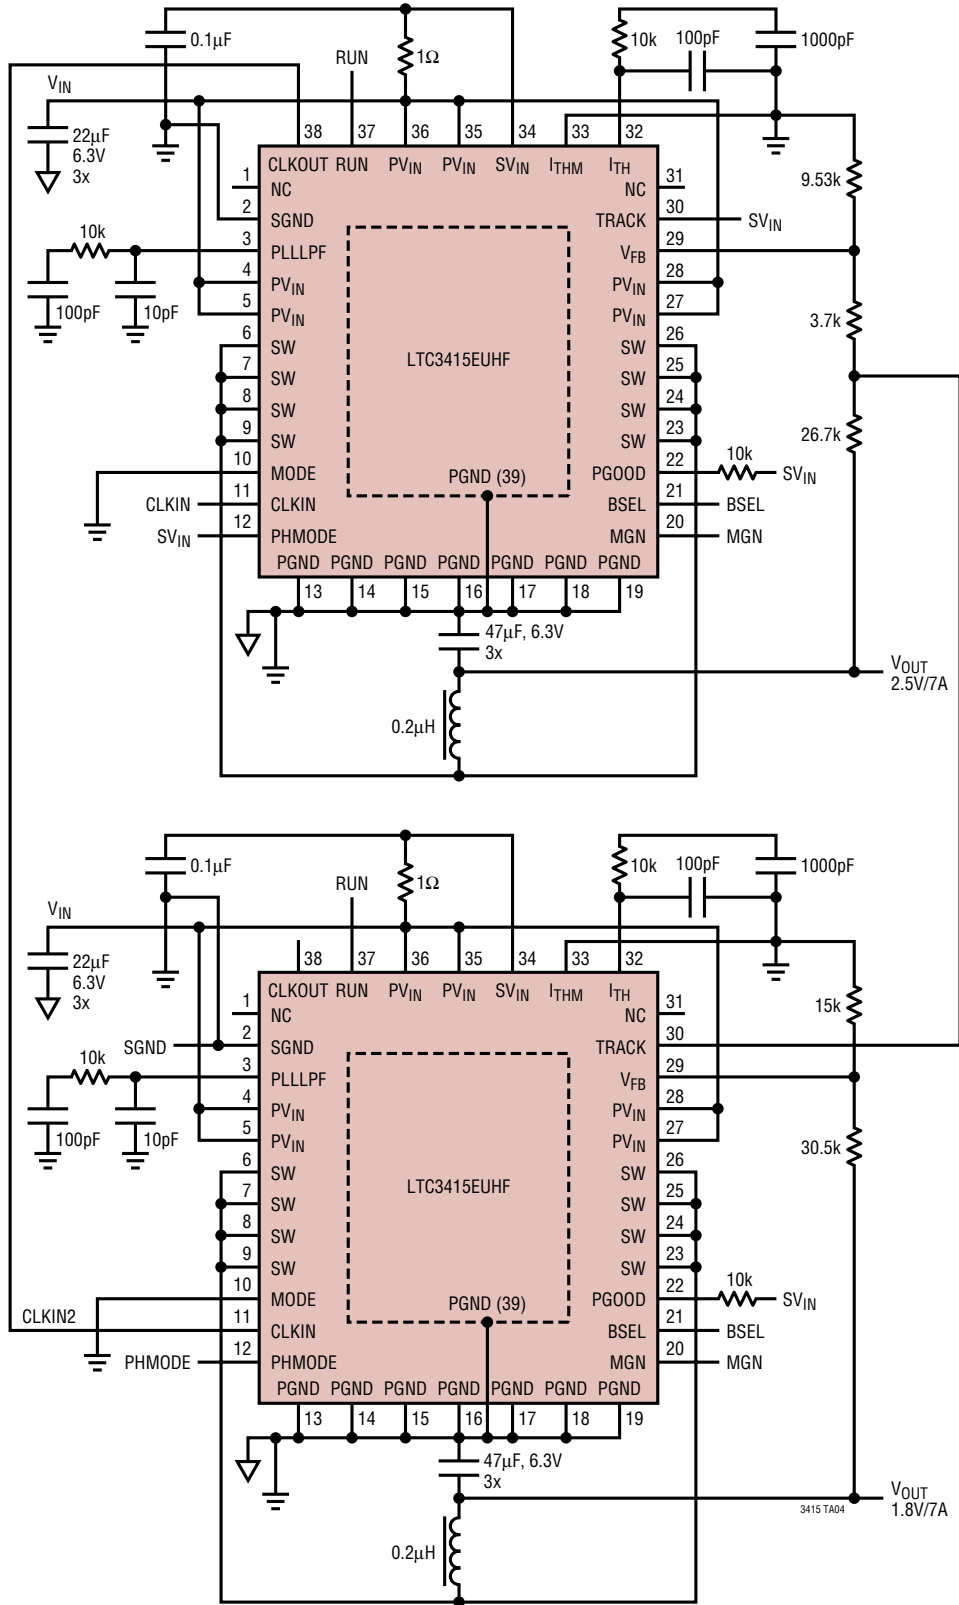 0.1µF
RUN
1Ω
10k
100pF
1000pF
VIN
22µF
6.3V
3x
38 37 36 35 34 33 32
CLKOUT RUN PVIN PVIN SVIN ITHM ITH
1 NC
2 SGND
10k
3 PLLLPF
4 PVIN
5 PVIN
100pF
10pF
6 SW
7 SW
8 SW
9 SW
10 MODE
CLKIN 11 CLKIN
SVIN 12 PHMODE
LTC3415EUHF
PGND (39)
31 NC
30 TRACK SVIN
29 VFB
28 PVIN
27 PVIN
26 SW
25 SW
24 SW
23 SW
22 PGOOD 10k SVIN
21 BSEL BSEL
20 MGN MGN
9.53k
3.7k
26.7k
PGND PGND PGND PGND PGND PGND PGND
13 14 15 16 17 18 19
47µF, 6.3V
3x
0.2µH
VOUT
2.5V/7A
0.1µF
RUN
1Ω
10k
100pF
1000pF
VIN
22µF
6.3V
3x
38 37 36 35 34 33 32
CLKOUT RUN PVIN PVIN SVIN ITHM ITH
1 NC
SGND 2 SGND
10k
3 PLLLPF
4 PVIN
5 PVIN
100pF
10pF
6 SW
7 SW
8 SW
9 SW
10 MODE
CLKIN2 11 CLKIN
PHMODE 12 PHMODE
LTC3415EUHF
PGND (39)
31 NC
30 TRACK
29 VFB
28 PVIN
27 PVIN
26 SW
25 SW
24 SW
23 SW
22 PGOOD 10k SVIN
21 BSEL BSEL
20 MGN MGN
15k
30.5k
PGND PGND PGND PGND PGND PGND PGND
13 14 15 16 17 18 19
47µF, 6.3V
3x
0.2µH
VOUT
1.8V/7A
3415 TA04